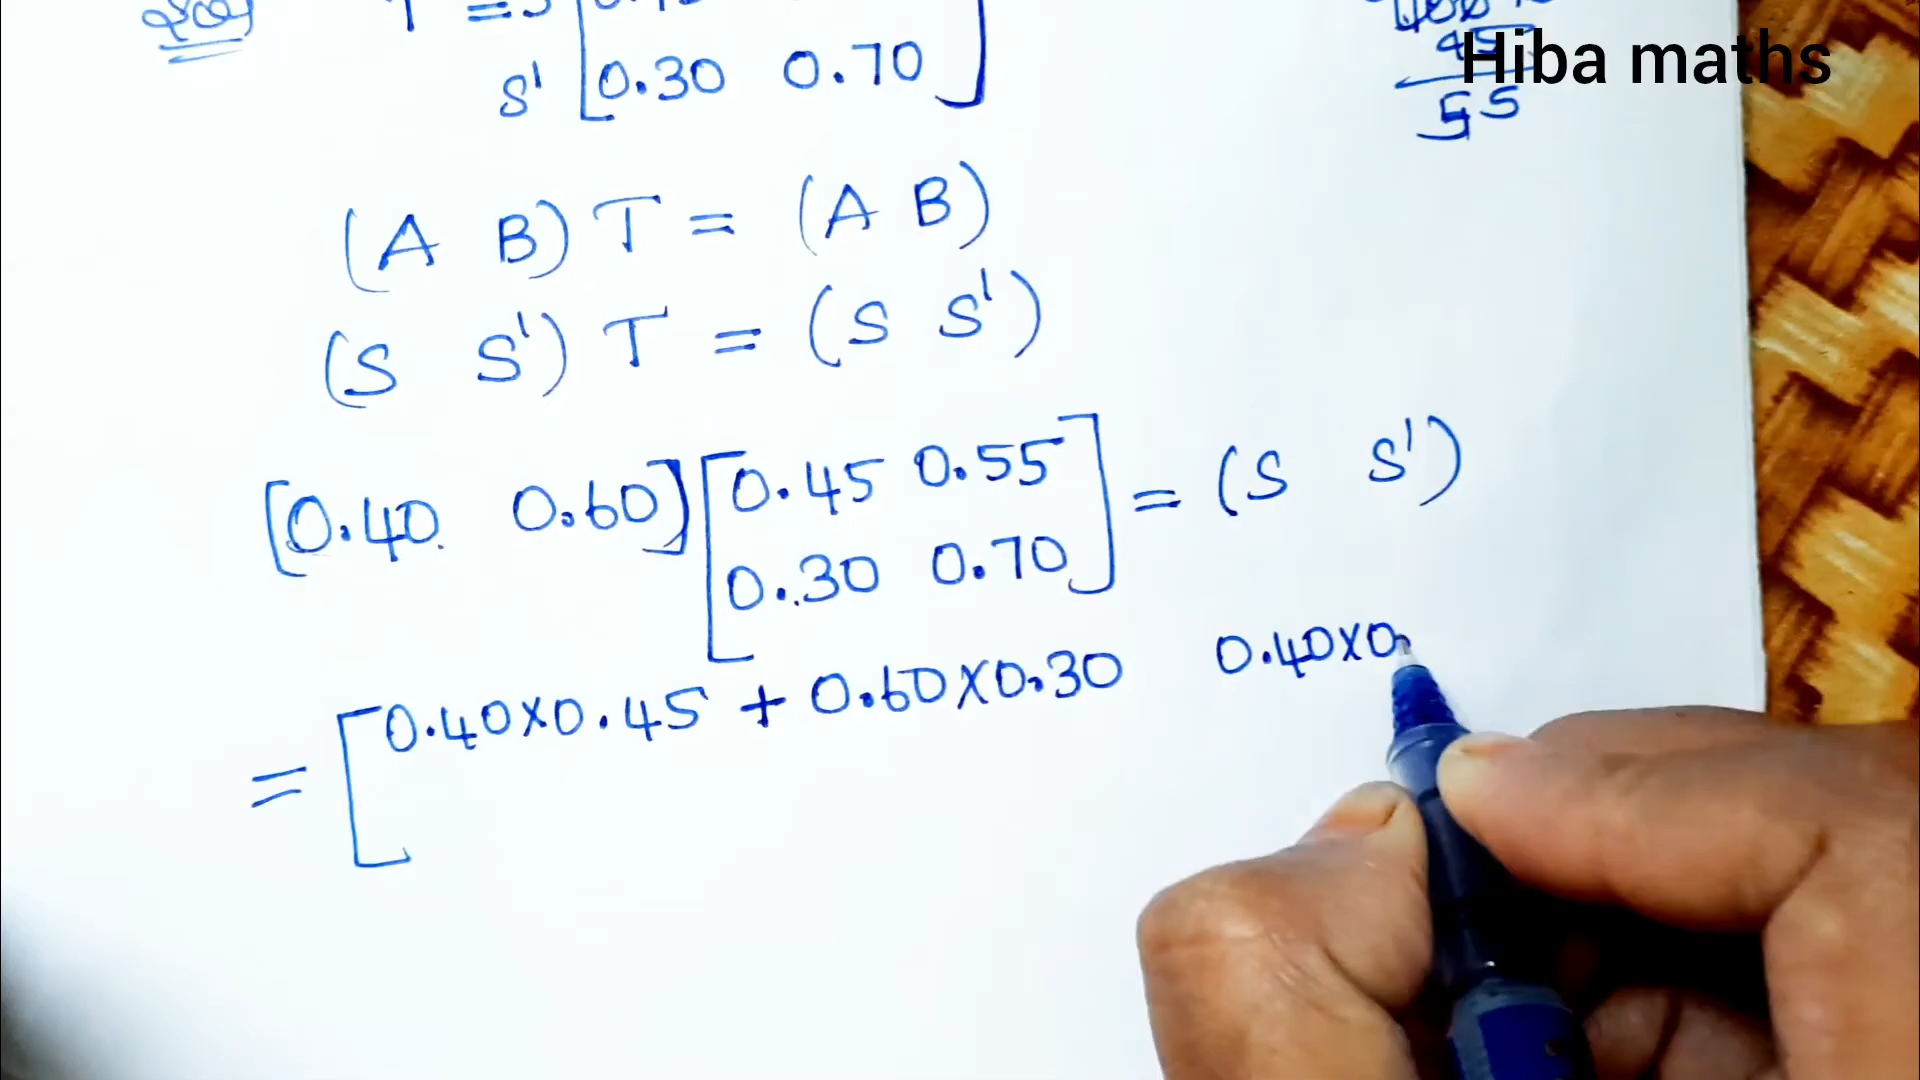 T = S
S' 0.30 0.70
45
55
Hiba maths
(A B) T = (A B)
(S S') T = (S S')
[0.40 0.60] [0.45 0.55 = (S S')
0.30 0.70]
= [0.40×0.45 + 0.60×0.30 0.40×0.